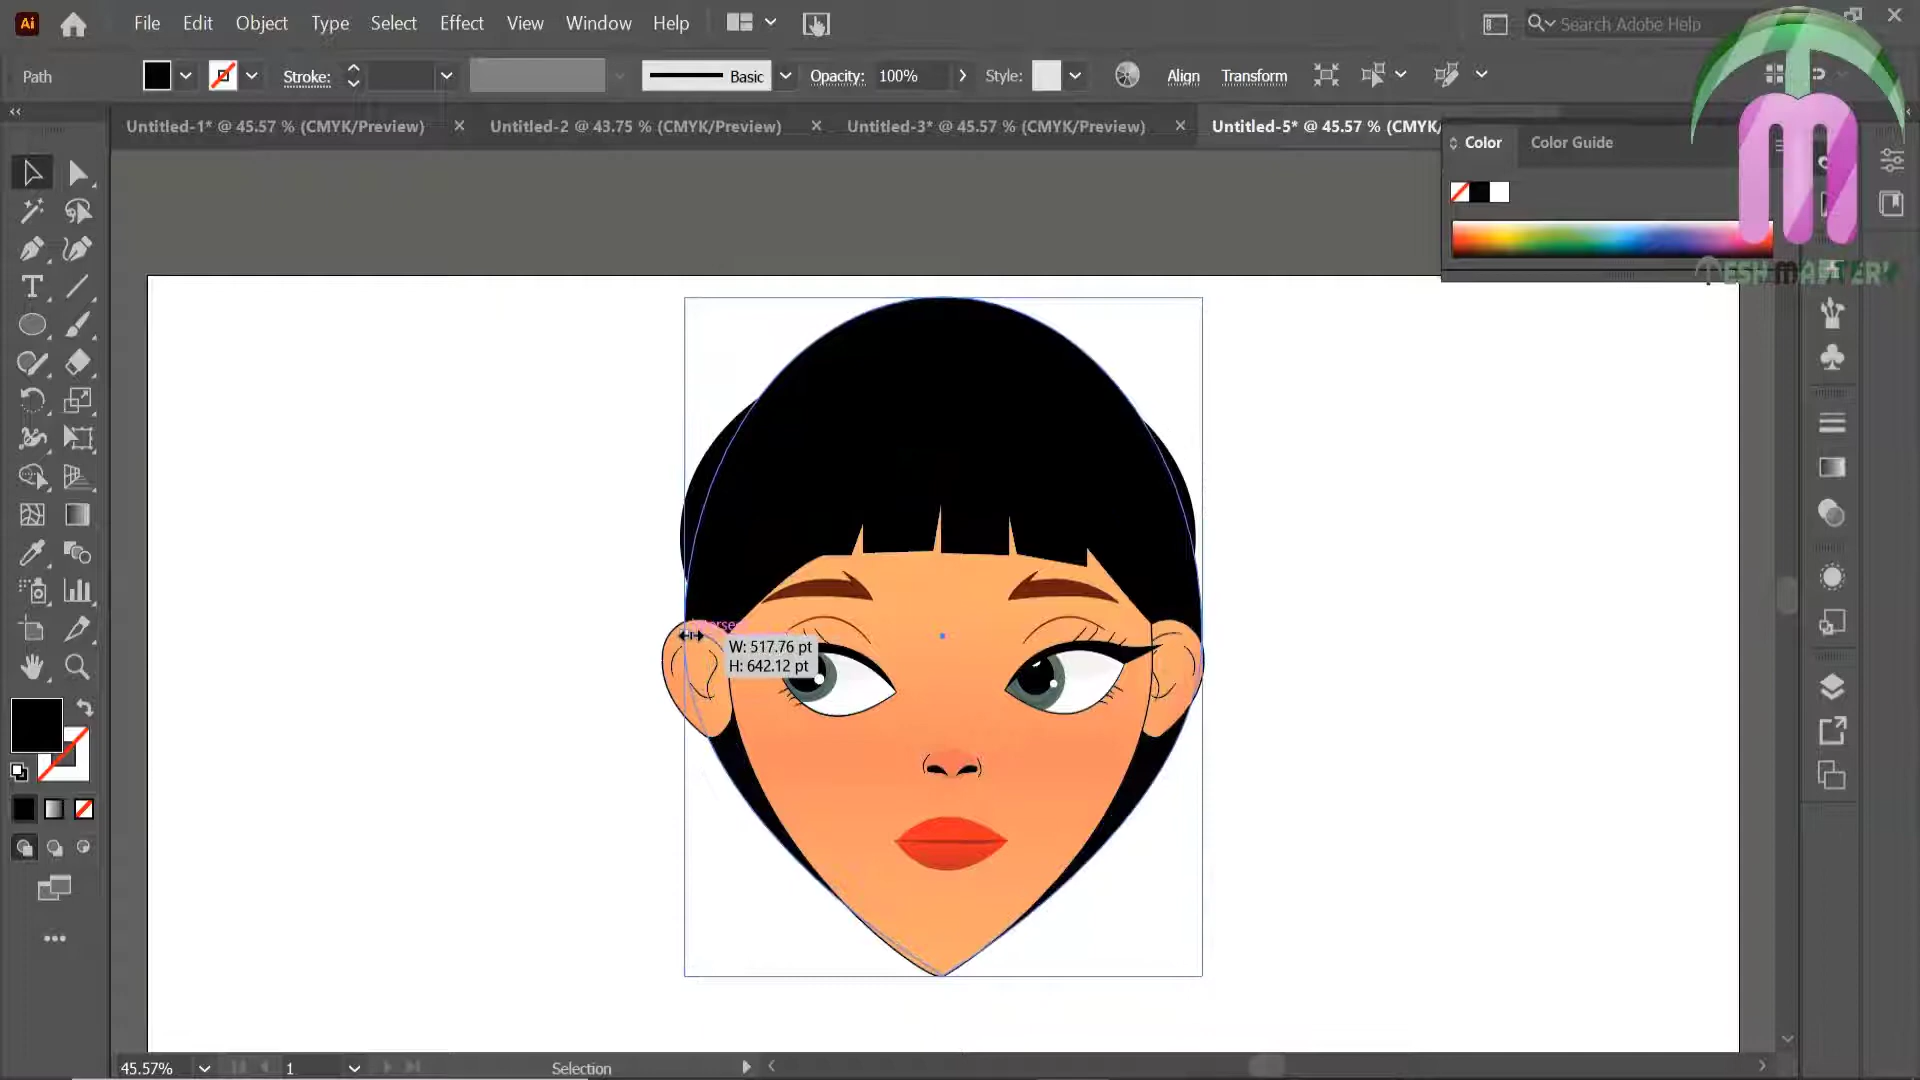 Ai File Edit Object Type Select Effect View Window Help Search Adobe Help
Path Stroke: Basic Opacity: 100% Style: Align Transform
Untitled-1* @ 45.57 % (CMYK/Preview) Untitled-2 @ 43.75 % (CMYK/Preview) Untitled-3* @ 45.57 % (CMYK/Preview) Untitled-5* @ 45.57 % (CMYK/
Color Color Guide
MESH MASTERY
W: 517.76 pt
H: 642.12 pt
45.57% 1 Selection